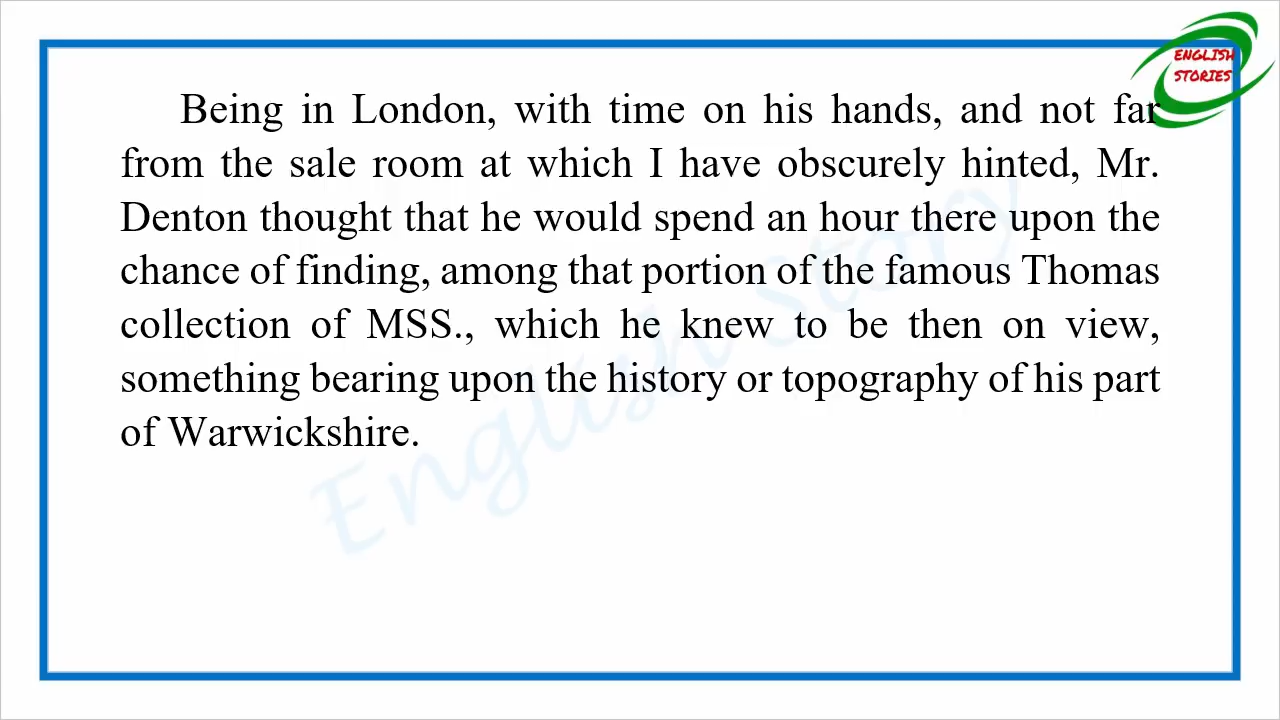 ENGLISH
STORIES
Being in London, with time on his hands, and not far
from the sale room at which I have obscurely hinted, Mr.
Denton thought that he would spend an hour there upon the
chance of finding, among that portion of the famous Thomas
collection of MSS., which he knew to be then on view,
something bearing upon the history or topography of his part
of Warwickshire.
English Story